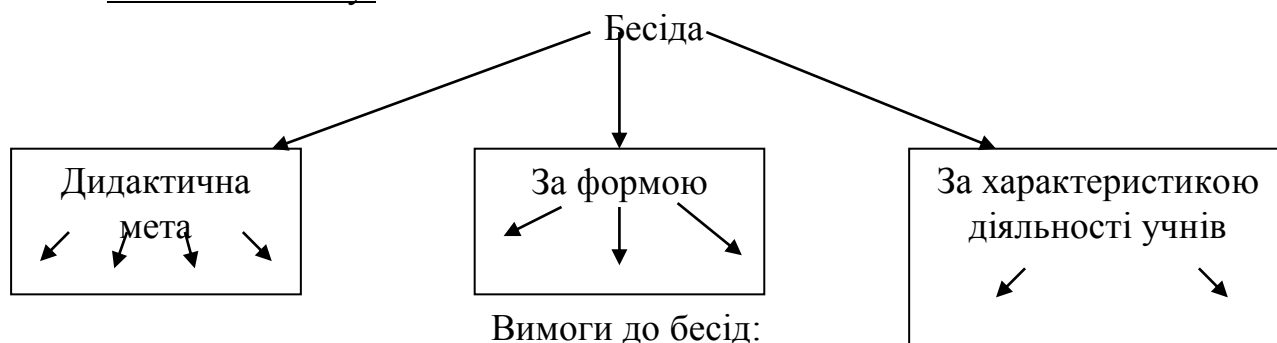 Бесіда
Дидактична
мета
За формою
За характеристикою
діяльності учнів
Вимоги до бесід: